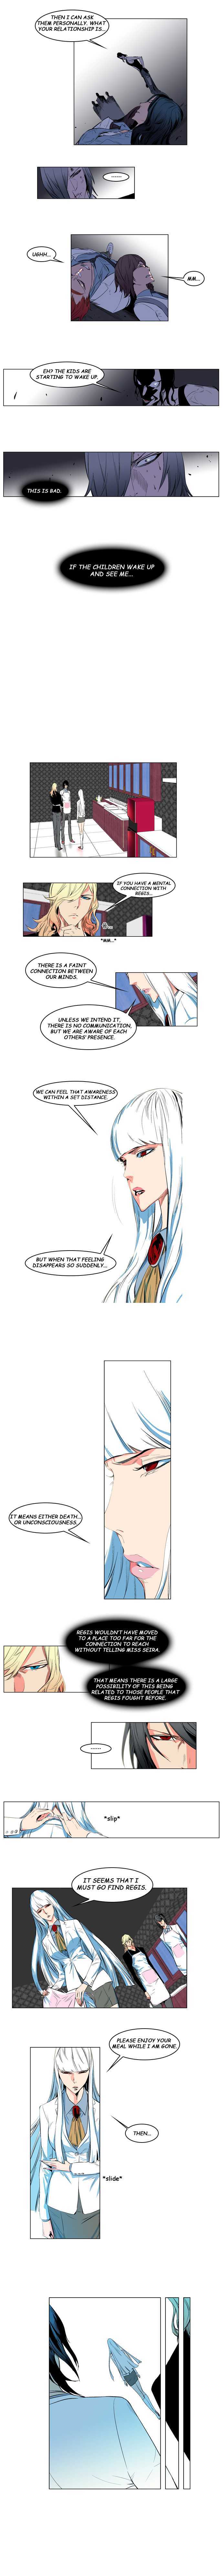 THEN I CAN ASK
THEM PERSONALLY. WHAT
YOUR RELATIONSHIP IS...
......
UGHH...
MM...
EH? THE KIDS ARE
STARTING TO WAKE UP.
THIS IS BAD.
IF THE CHILDREN WAKE UP
AND SEE ME...
IF YOU HAVE A MENTAL
CONNECTION WITH
REGIS...
*MM...*
THERE IS A FAINT
CONNECTION BETWEEN
OUR MINDS.
UNLESS WE INTEND IT,
THERE IS NO COMMUNICATION,
BUT WE ARE AWARE OF EACH
OTHERS' PRESENCE.
WE CAN FEEL THAT AWARENESS
WITHIN A SET DISTANCE.
BUT WHEN THAT FEELING
DISAPPEARS SO SUDDENLY...
IT MEANS EITHER DEATH...
OR UNCONSCIOUSNESS.
REGIS WOULDN'T HAVE MOVED
TO A PLACE TOO FAR FOR THE
CONNECTION TO REACH
WITHOUT TELLING MISS SEIRA.
THAT MEANS THERE IS A LARGE
POSSIBILITY OF THIS BEING
RELATED TO THOSE PEOPLE THAT
REGIS FOUGHT BEFORE.
......
*slip*
IT SEEMS THAT I
MUST GO FIND REGIS.
PLEASE ENJOY YOUR
MEAL WHILE I AM GONE.
THEN...
*slide*